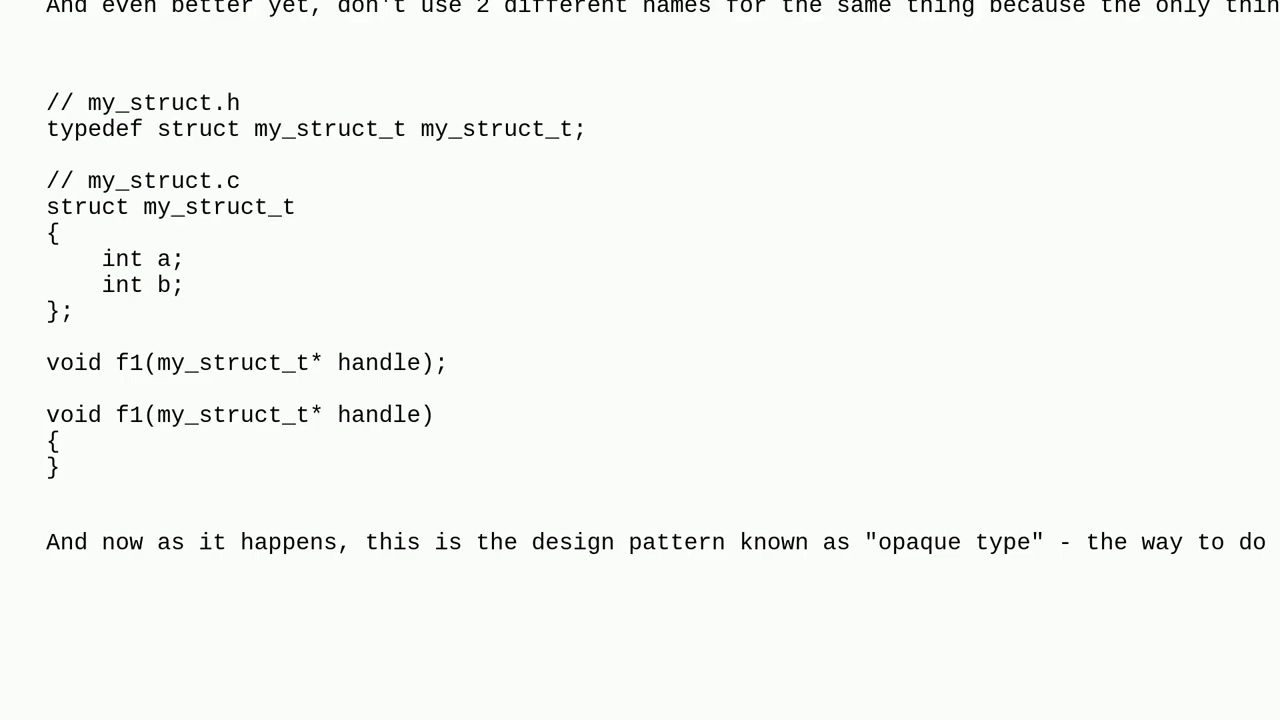 And even better yet, don't use 2 different names for the same thing because the only thin
// my_struct.h
typedef struct my_struct_t my_struct_t;
// my_struct.c
struct my_struct_t
{
    int a;
    int b;
};
void f1(my_struct_t* handle);
void f1(my_struct_t* handle)
{
}
And now as it happens, this is the design pattern known as "opaque type" - the way to do